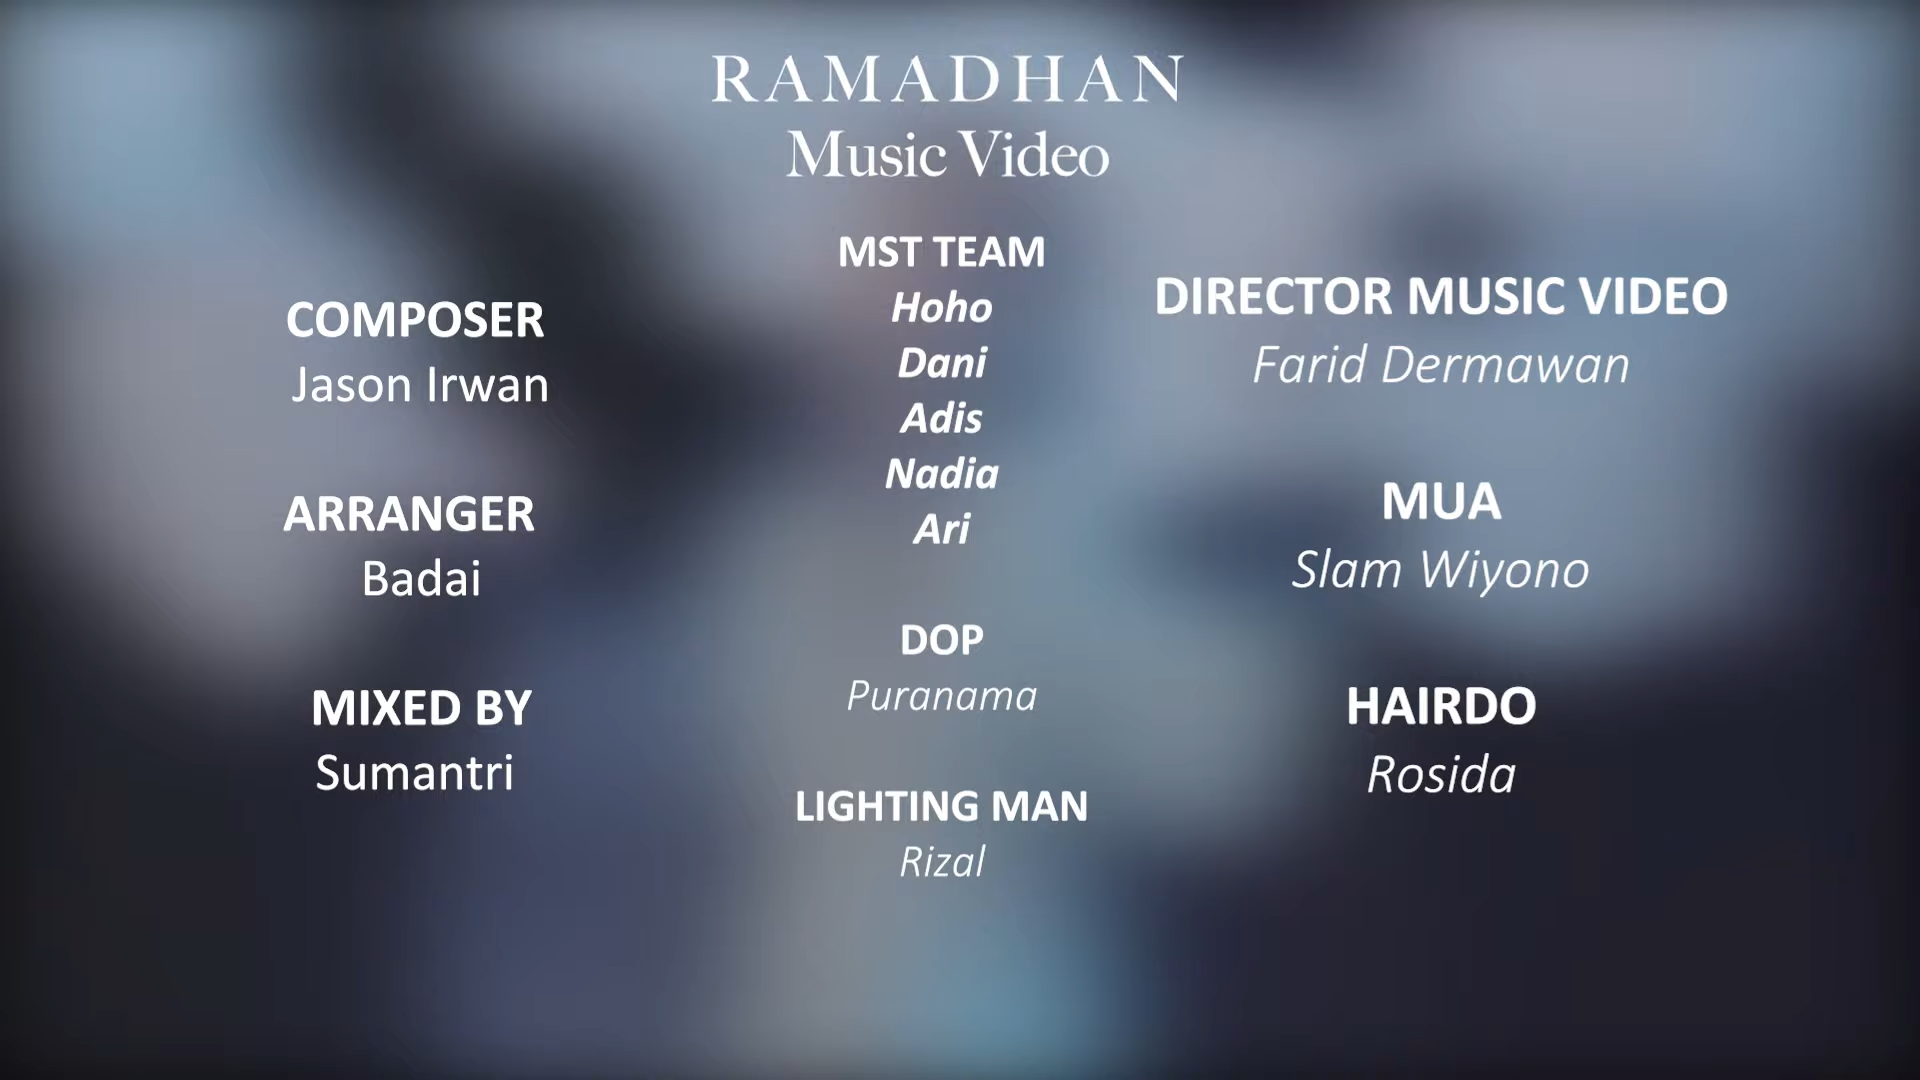 RAMADHAN
Music Video
COMPOSER
Jason Irwan
ARRANGER
Badai
MIXED BY
Sumantri
MST TEAM
Hoho
Dani
Adis
Nadia
Ari
DOP
Puranama
LIGHTING MAN
Rizal
DIRECTOR MUSIC VIDEO
Farid Dermawan
MUA
Slam Wiyono
HAIRDO
Rosida